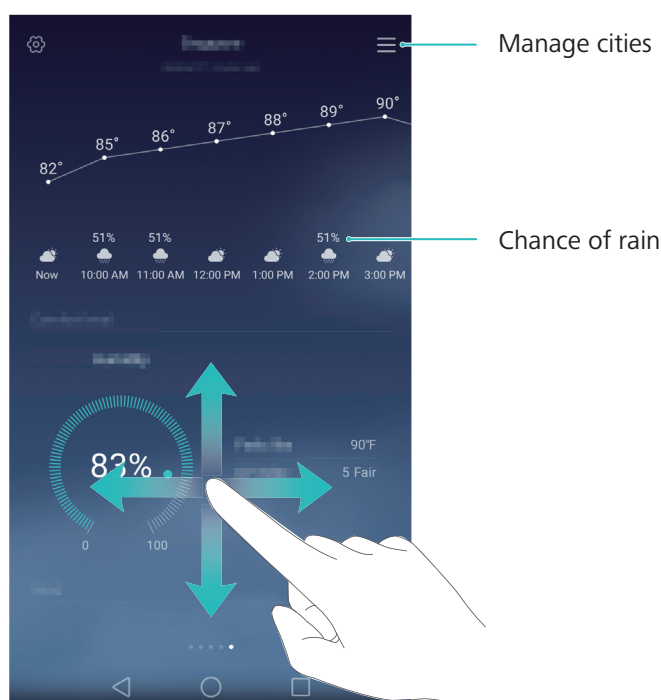 Manage cities
90°
89°
88°
87°
86°
85°
82°
51% 51% 51%
Chance of rain
Now 10:00 AM 11:00 AM 12:00 PM 1:00 PM 2:00 PM 3:00 PM
90°F
83%
5 Fair
0 100